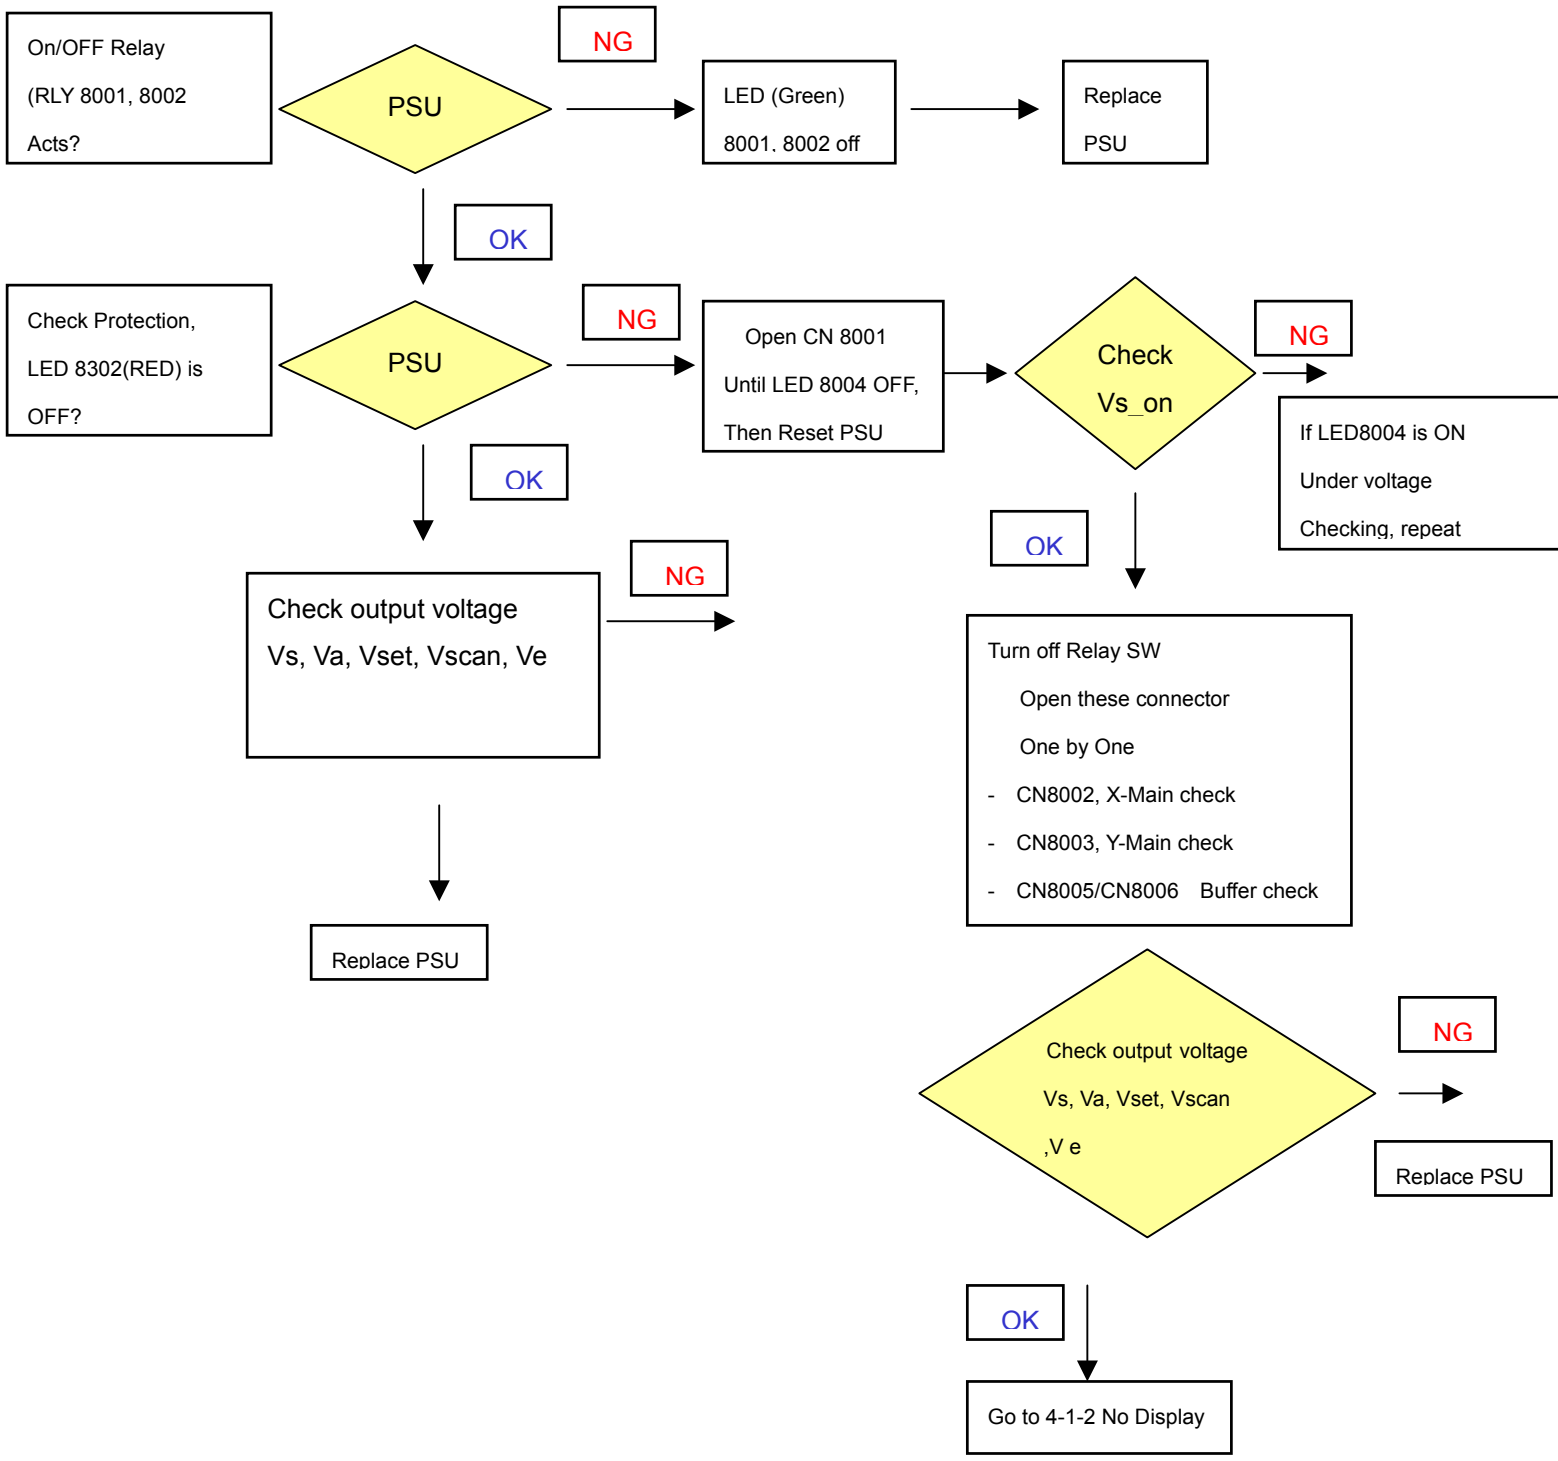 On/OFF Relay
(RLY 8001, 8002
Acts?
PSU
NG
LED (Green)
8001, 8002 off
Replace
PSU
OK
Check Protection,
LED 8302(RED) is
OFF?
PSU
NG
Open CN 8001
Until LED 8004 OFF,
Then Reset PSU
Check
Vs_on
NG
If LED8004 is ON
Under voltage
Checking, repeat
OK
OK
Check output voltage
Vs, Va, Vset, Vscan, Ve
NG
Replace PSU
Turn off Relay SW
Open these connector
One by One
- CN8002, X-Main check
- CN8003, Y-Main check
- CN8005/CN8006 Buffer check
Check output voltage
Vs, Va, Vset, Vscan
,V e
NG
Replace PSU
OK
Go to 4-1-2 No Display